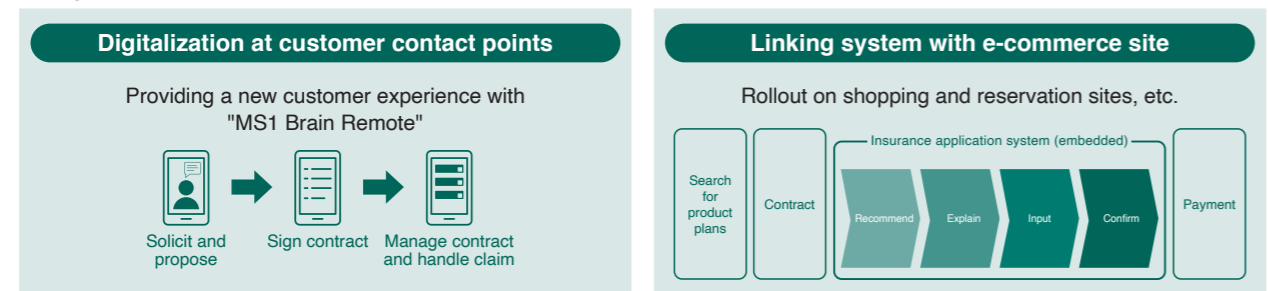 Digitalization at customer contact points
Providing a new customer experience with
"MS1 Brain Remote"
Solicit and
propose
Sign contract
Manage contract
and handle claim
Linking system with e-commerce site
Rollout on shopping and reservation sites, etc.
Search
for
product
plans
Contract
Insurance application system (embedded)
Recommend
Explain
Input
Confirm
Payment